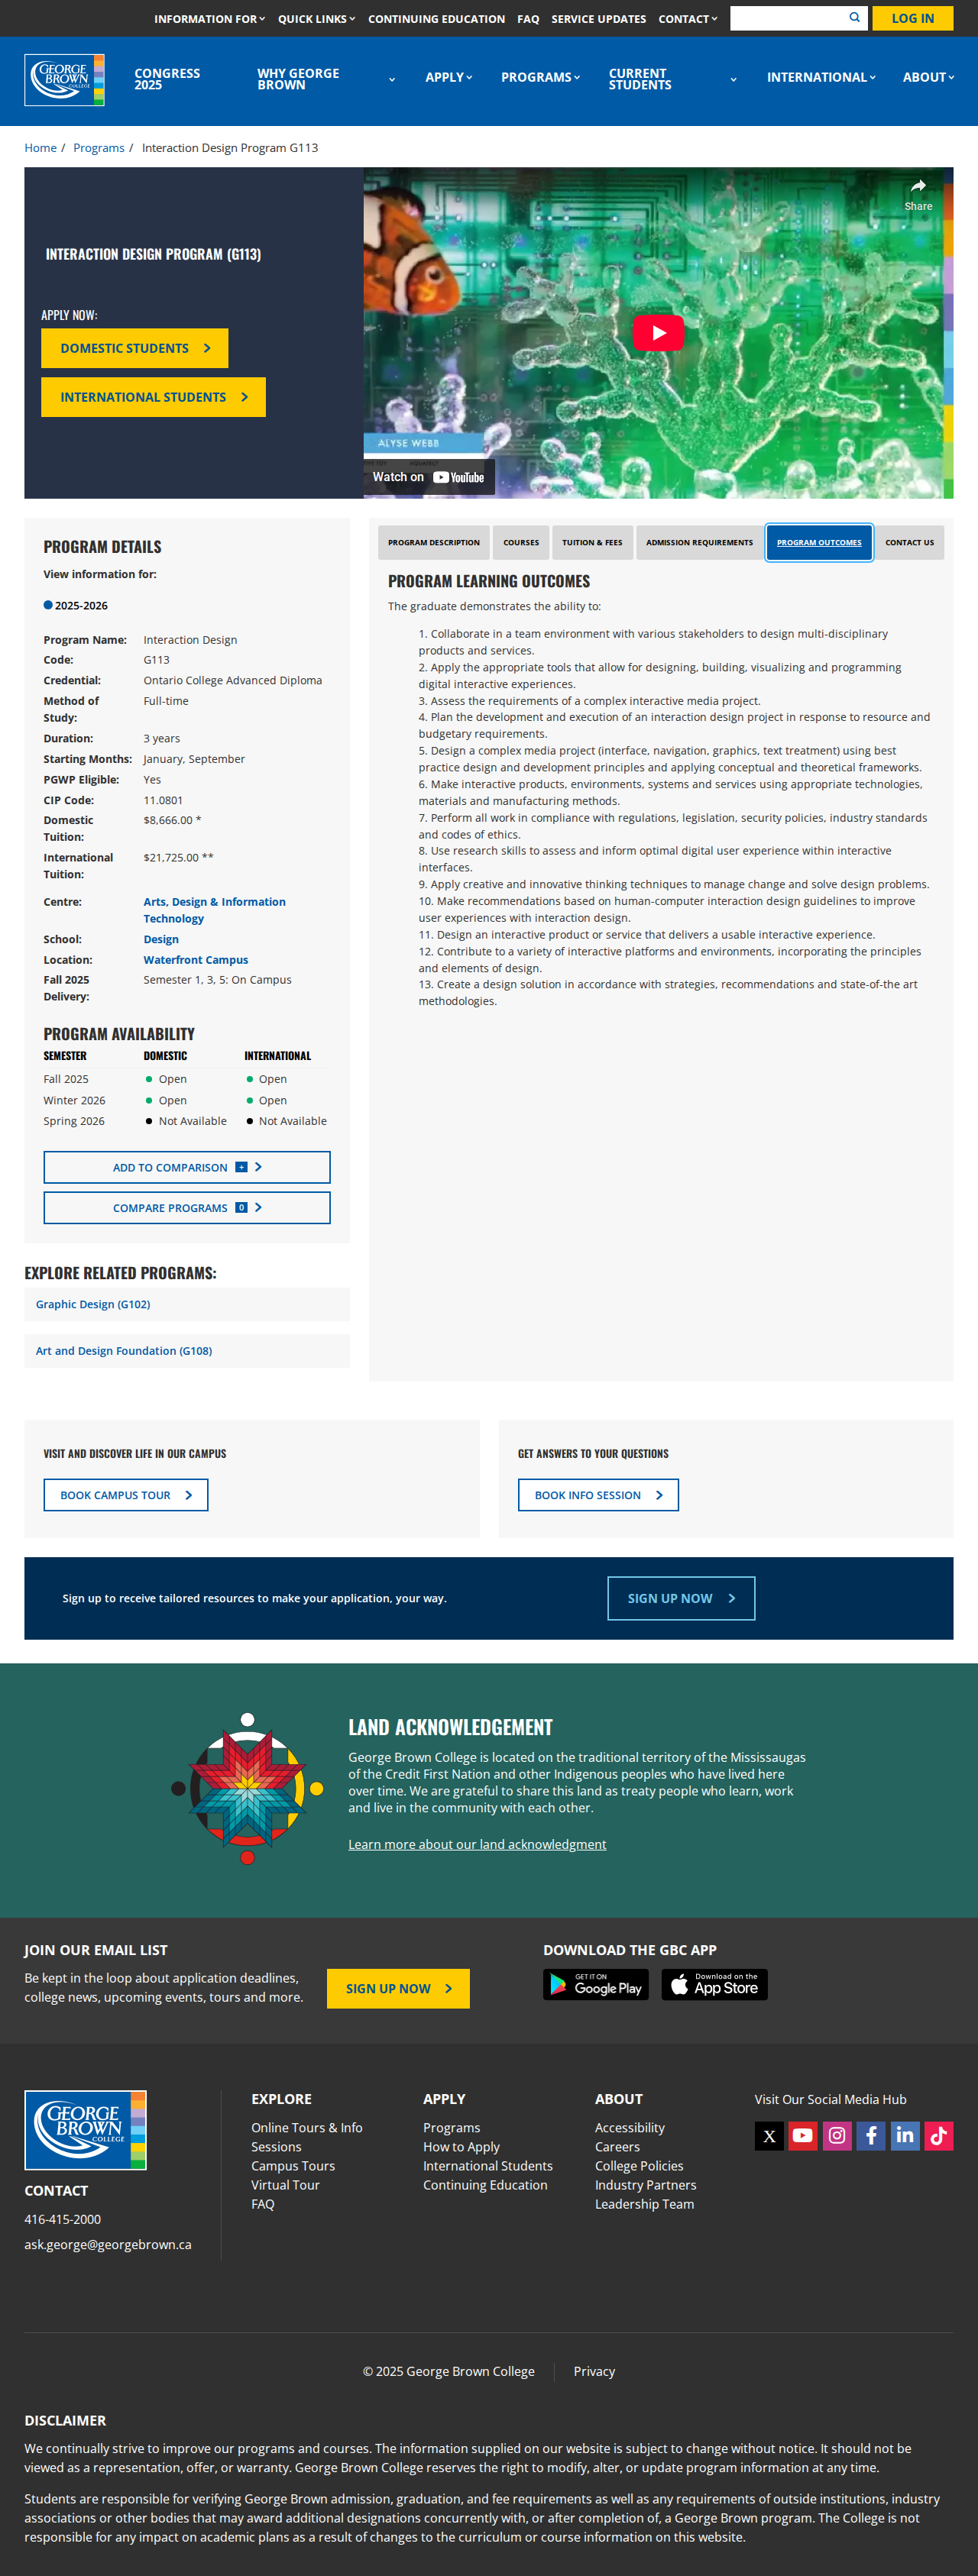 INFORMATION FOR QUICK LINKS CONTINUING EDUCATION FAQ SERVICE UPDATES CONTACT LOG IN
GEORGE BROWN COLLEGE
CONGRESS 2025 WHY GEORGE BROWN APPLY PROGRAMS CURRENT STUDENTS INTERNATIONAL ABOUT
Home / Programs / Interaction Design Program G113
INTERACTION DESIGN PROGRAM (G113)
APPLY NOW:
DOMESTIC STUDENTS
INTERNATIONAL STUDENTS
Share
ALYSE WEBB
Watch on YouTube
PROGRAM DETAILS
View information for:
2025-2026
Program Name: Interaction Design
Code: G113
Credential: Ontario College Advanced Diploma
Method of Study: Full-time
Duration: 3 years
Starting Months: January, September
PGWP Eligible: Yes
CIP Code: 11.0801
Domestic Tuition: $8,666.00 *
International Tuition: $21,725.00 **
Centre: Arts, Design & Information Technology
School: Design
Location: Waterfront Campus
Fall 2025 Delivery: Semester 1, 3, 5: On Campus
PROGRAM AVAILABILITY
SEMESTER DOMESTIC INTERNATIONAL
Fall 2025 Open Open
Winter 2026 Open Open
Spring 2026 Not Available Not Available
ADD TO COMPARISON +
COMPARE PROGRAMS 0
EXPLORE RELATED PROGRAMS:
Graphic Design (G102)
Art and Design Foundation (G108)
PROGRAM DESCRIPTION COURSES TUITION & FEES ADMISSION REQUIREMENTS PROGRAM OUTCOMES CONTACT US
PROGRAM LEARNING OUTCOMES
The graduate demonstrates the ability to:
1. Collaborate in a team environment with various stakeholders to design multi-disciplinary
products and services.
2. Apply the appropriate tools that allow for designing, building, visualizing and programming
digital interactive experiences.
3. Assess the requirements of a complex interactive media project.
4. Plan the development and execution of an interaction design project in response to resource and
budgetary requirements.
5. Design a complex media project (interface, navigation, graphics, text treatment) using best
practice design and development principles and applying conceptual and theoretical frameworks.
6. Make interactive products, environments, systems and services using appropriate technologies,
materials and manufacturing methods.
7. Perform all work in compliance with regulations, legislation, security policies, industry standards
and codes of ethics.
8. Use research skills to assess and inform optimal digital user experience within interactive
interfaces.
9. Apply creative and innovative thinking techniques to manage change and solve design problems.
10. Make recommendations based on human-computer interaction design guidelines to improve
user experiences with interaction design.
11. Design an interactive product or service that delivers a usable interactive experience.
12. Contribute to a variety of interactive platforms and environments, incorporating the principles
and elements of design.
13. Create a design solution in accordance with strategies, recommendations and state-of-the art
methodologies.
VISIT AND DISCOVER LIFE IN OUR CAMPUS
BOOK CAMPUS TOUR
GET ANSWERS TO YOUR QUESTIONS
BOOK INFO SESSION
Sign up to receive tailored resources to make your application, your way.
SIGN UP NOW
LAND ACKNOWLEDGEMENT
George Brown College is located on the traditional territory of the Mississaugas
of the Credit First Nation and other Indigenous peoples who have lived here
over time. We are grateful to share this land as treaty people who learn, work
and live in the community with each other.
Learn more about our land acknowledgment
JOIN OUR EMAIL LIST
Be kept in the loop about application deadlines,
college news, upcoming events, tours and more.
SIGN UP NOW
DOWNLOAD THE GBC APP
GET IT ON Google Play
Download on the App Store
GEORGE BROWN COLLEGE
CONTACT
416-415-2000
ask.george@georgebrown.ca
EXPLORE
Online Tours & Info
Sessions
Campus Tours
Virtual Tour
FAQ
APPLY
Programs
How to Apply
International Students
Continuing Education
ABOUT
Accessibility
Careers
College Policies
Industry Partners
Leadership Team
Visit Our Social Media Hub
© 2025 George Brown College Privacy
DISCLAIMER
We continually strive to improve our programs and courses. The information supplied on our website is subject to change without notice. It should not be
viewed as a representation, offer, or warranty. George Brown College reserves the right to modify, alter, or update program information at any time.
Students are responsible for verifying George Brown admission, graduation, and fee requirements as well as any requirements of outside institutions, industry
associations or other bodies that may award additional designations concurrently with, or after completion of, a George Brown program. The College is not
responsible for any impact on academic plans as a result of changes to the curriculum or course information on this website.